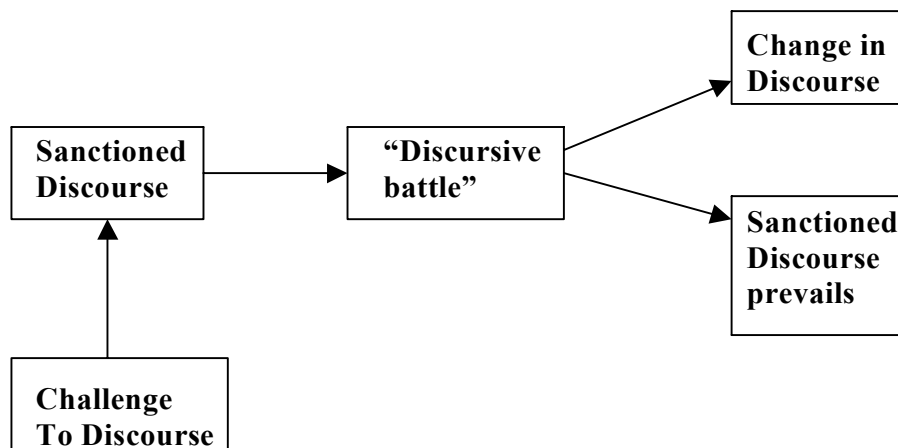 Change in
Discourse
Sanctioned
Discourse
“Discursive
battle”
Sanctioned
Discourse
prevails
Challenge
To Discourse